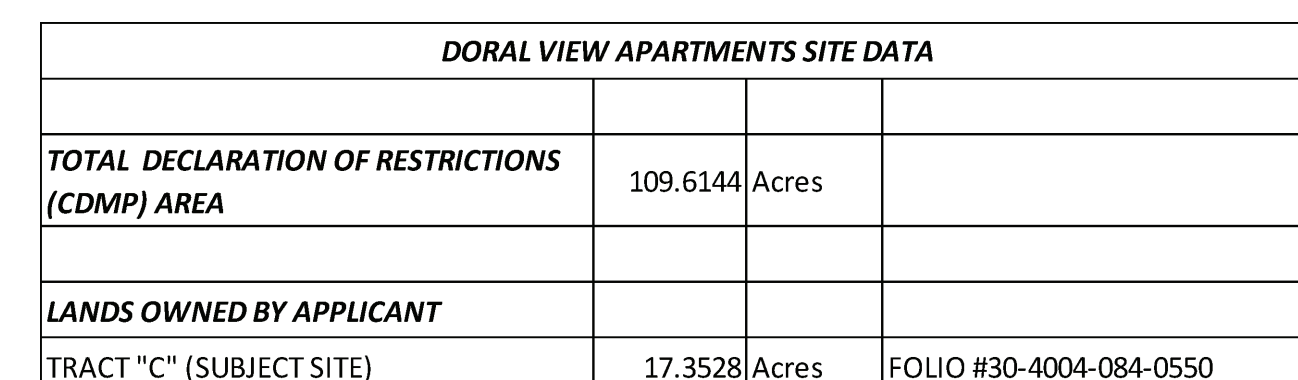 DORAL VIEW APARTMENTS SITE DATA
TOTAL DECLARATION OF RESTRICTIONS
(CDMP) AREA
109.6144 Acres
LANDS OWNED BY APPLICANT
TRACT "C" (SUBJECT SITE) 17.3528 Acres FOLIO #30-4004-084-0550